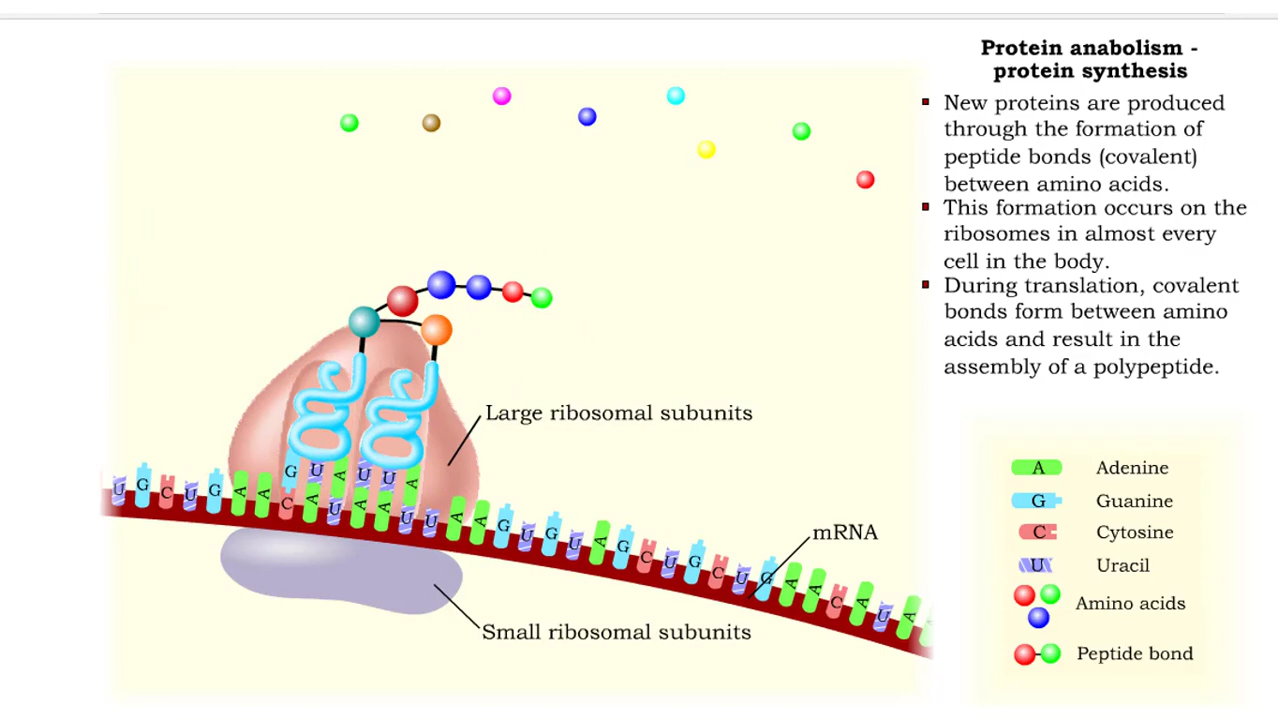 Protein anabolism -
protein synthesis
New proteins are produced
through the formation of
peptide bonds (covalent)
between amino acids.
This formation occurs on the
ribosomes in almost every
cell in the body.
During translation, covalent
bonds form between amino
acids and result in the
assembly of a polypeptide.
Large ribosomal subunits
G U A U U A
U G C U G A A C A U A A U U A A G U G U A G C U G C U G A A C A U A
mRNA
Small ribosomal subunits
A Adenine
G Guanine
C Cytosine
U Uracil
Amino acids
Peptide bond